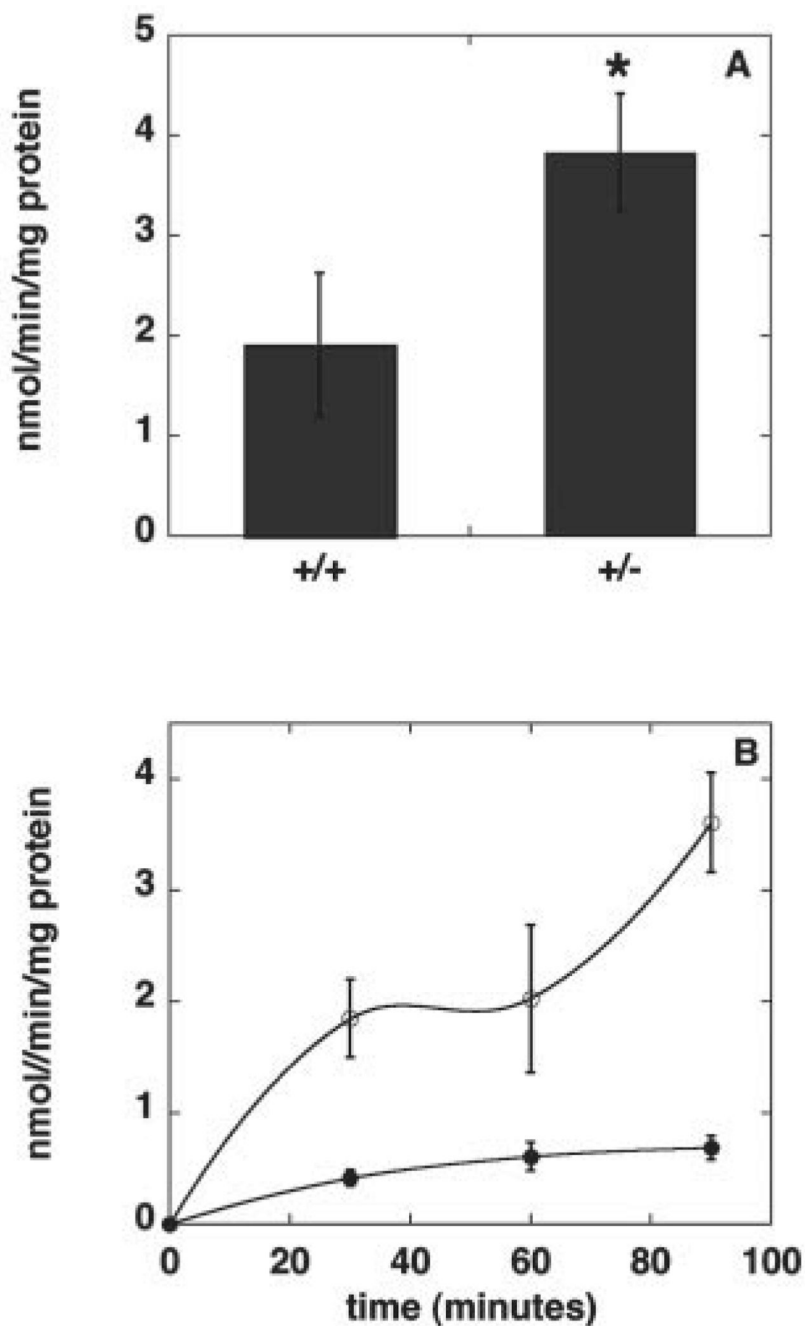 5
A
*
4
3
2
1
0
nmol/min/mg protein
+/+ +/-
B
4
3
2
1
0
nmol//min/mg protein
0 20 40 60 80 100
time (minutes)